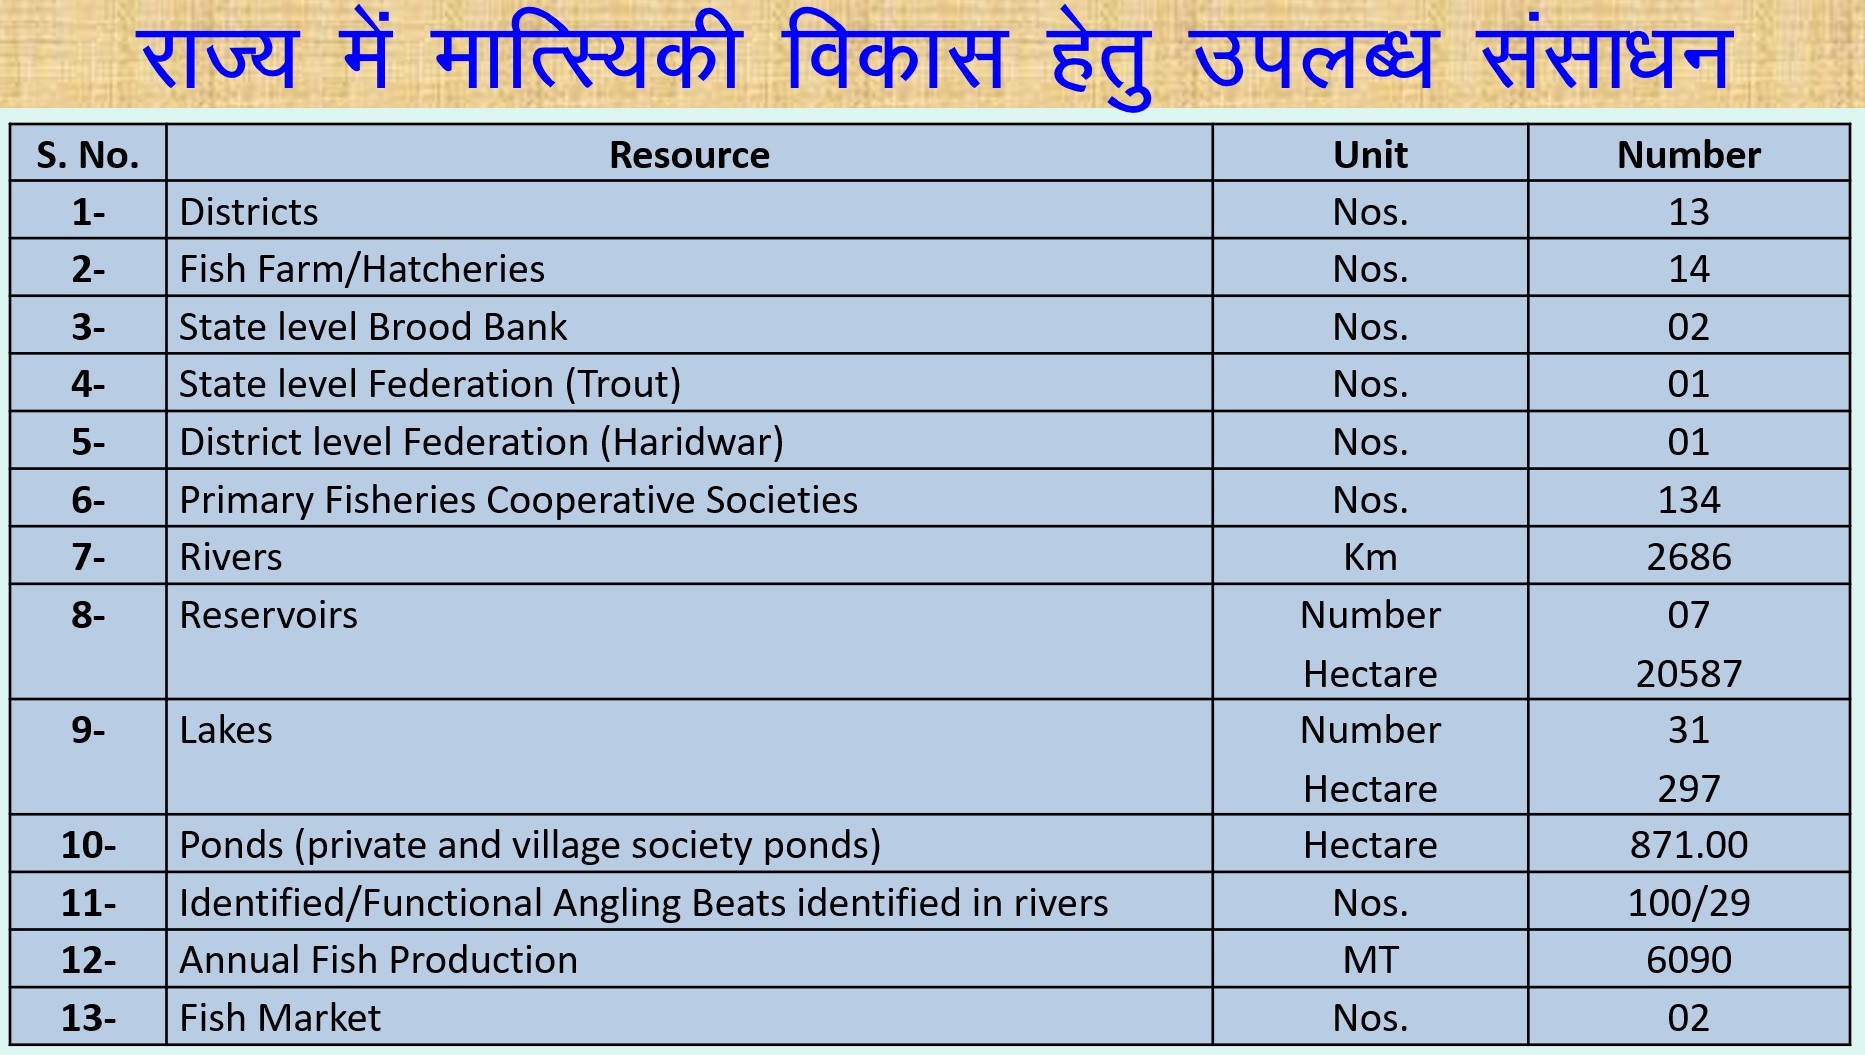 राज्य में मात्स्यिकी विकास हेतु उपलब्ध संसाधन
S. No. Resource Unit Number
1- Districts Nos. 13
2- Fish Farm/Hatcheries Nos. 14
3- State level Brood Bank Nos. 02
4- State level Federation (Trout) Nos. 01
5- District level Federation (Haridwar) Nos. 01
6- Primary Fisheries Cooperative Societies Nos. 134
7- Rivers Km 2686
8- Reservoirs Number 07
Hectare 20587
9- Lakes Number 31
Hectare 297
10- Ponds (private and village society ponds) Hectare 871.00
11- Identified/Functional Angling Beats identified in rivers Nos. 100/29
12- Annual Fish Production MT 6090
13- Fish Market Nos. 02